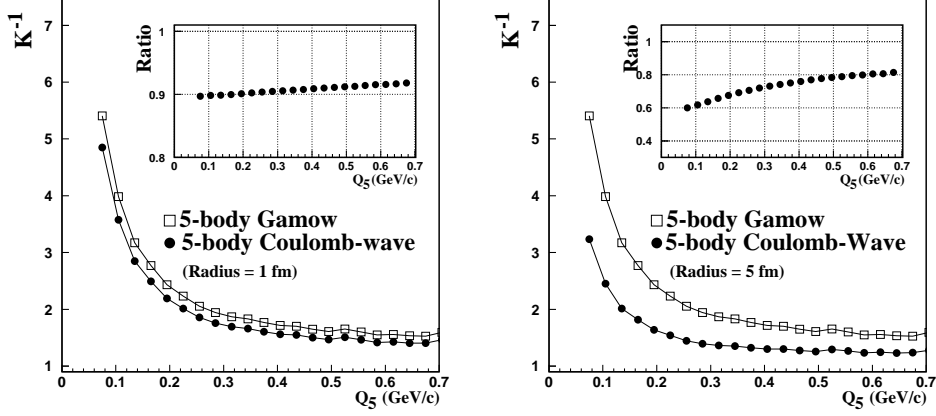 K-1
7
6
5
4
3
2
1
0 0.1 0.2 0.3 0.4 0.5 0.6 0.7
Q5 (GeV/c)
Ratio
1
0.9
0.8
0 0.1 0.2 0.3 0.4 0.5 0.6 0.7
Q5 (GeV/c)
5-body Gamow
5-body Coulomb-wave
(Radius = 1 fm)
K-1
7
6
5
4
3
2
1
0 0.1 0.2 0.3 0.4 0.5 0.6 0.7
Q5 (GeV/c)
Ratio
1
0.8
0.6
0.4
0 0.1 0.2 0.3 0.4 0.5 0.6 0.7
Q5 (GeV/c)
5-body Gamow
5-body Coulomb-Wave
(Radius = 5 fm)